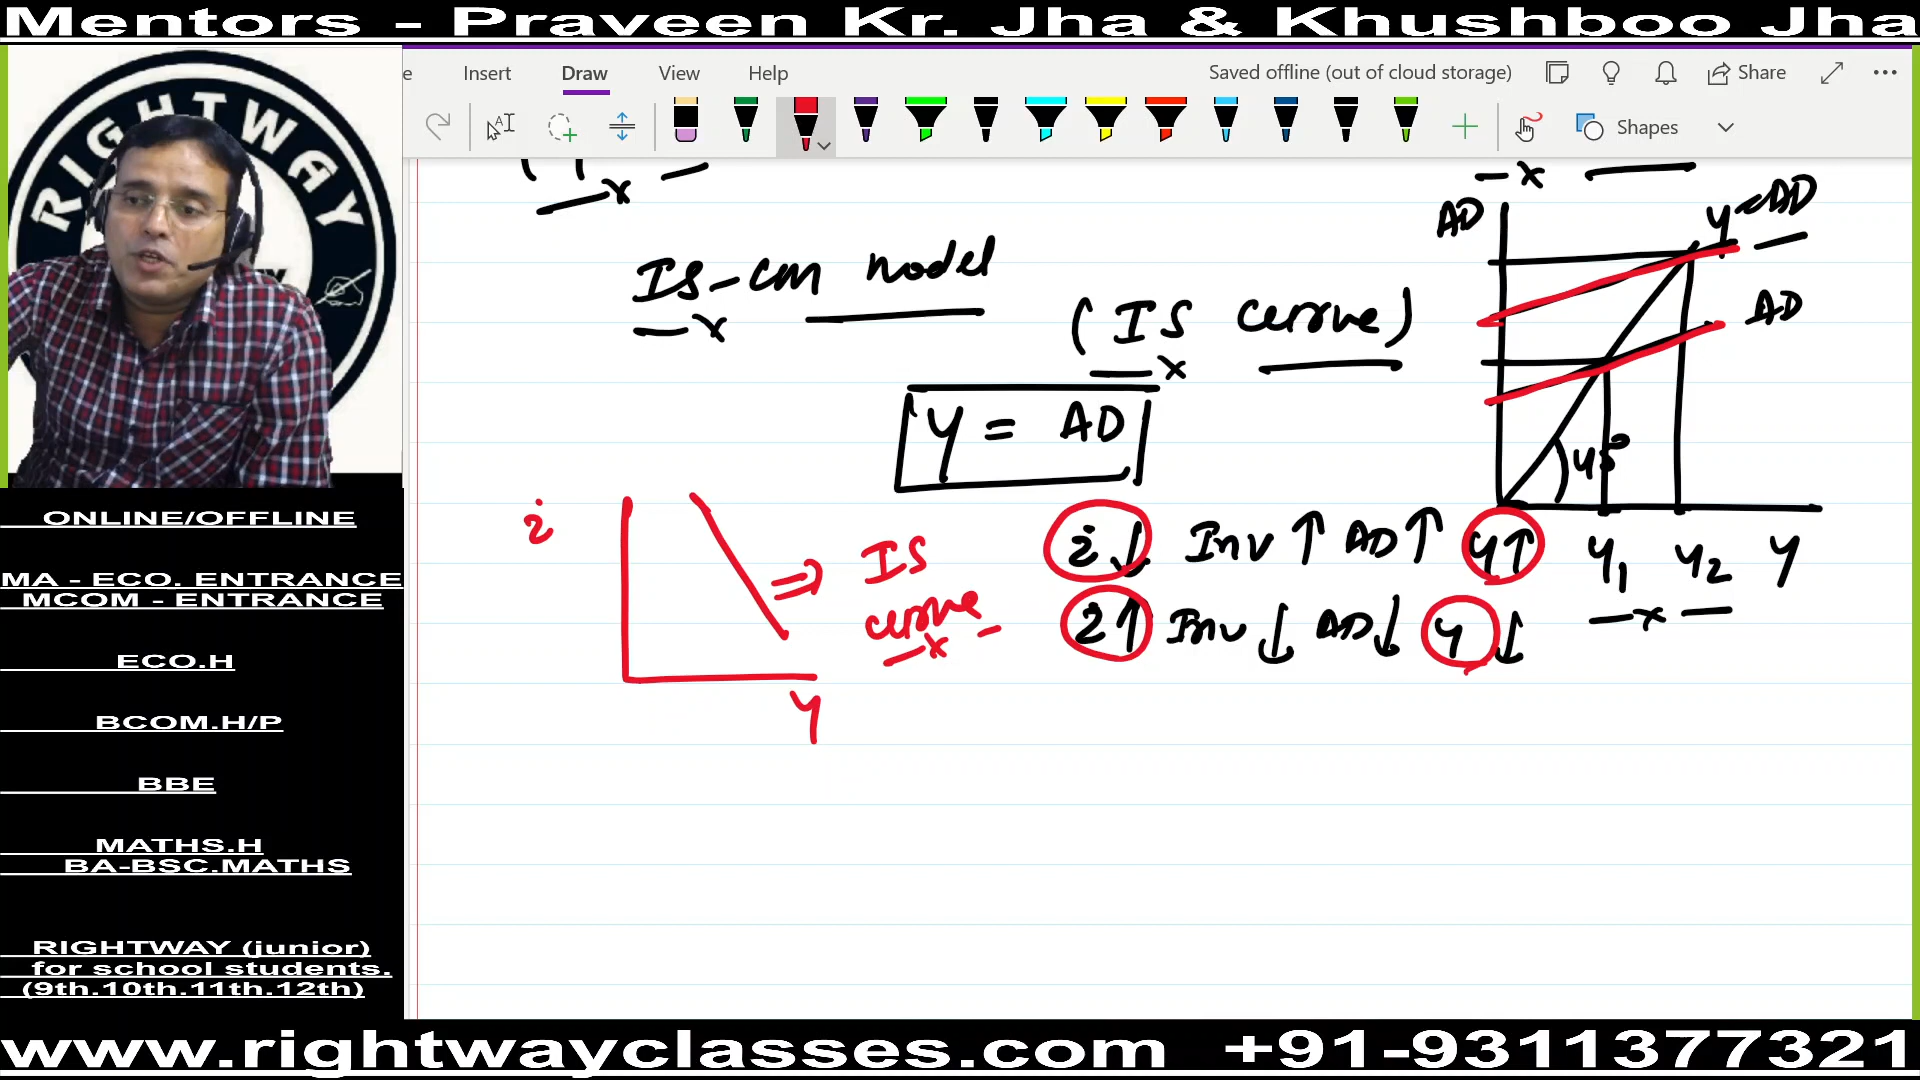 Mentors - Praveen Kr. Jha & Khushboo Jha
Insert Draw View Help Saved offline (out of cloud storage) Share
Shapes
RIGHTWAY
IS-LM model
(IS curve)
Y = AD
AD
Y=AD
AD
45°
Y1 Y2 Y
i
IS
curve
Y
i↓ Inv↑ AD↑ Y↑
i↑ Inv↓ AD↓ Y↓
ONLINE/OFFLINE
MA - ECO. ENTRANCE
MCOM - ENTRANCE
ECO.H
BCOM.H/P
BBE
MATHS.H
BA-BSC.MATHS
RIGHTWAY (junior)
for school students.
(9th.10th.11th.12th)
www.rightwayclasses.com +91-9311377321